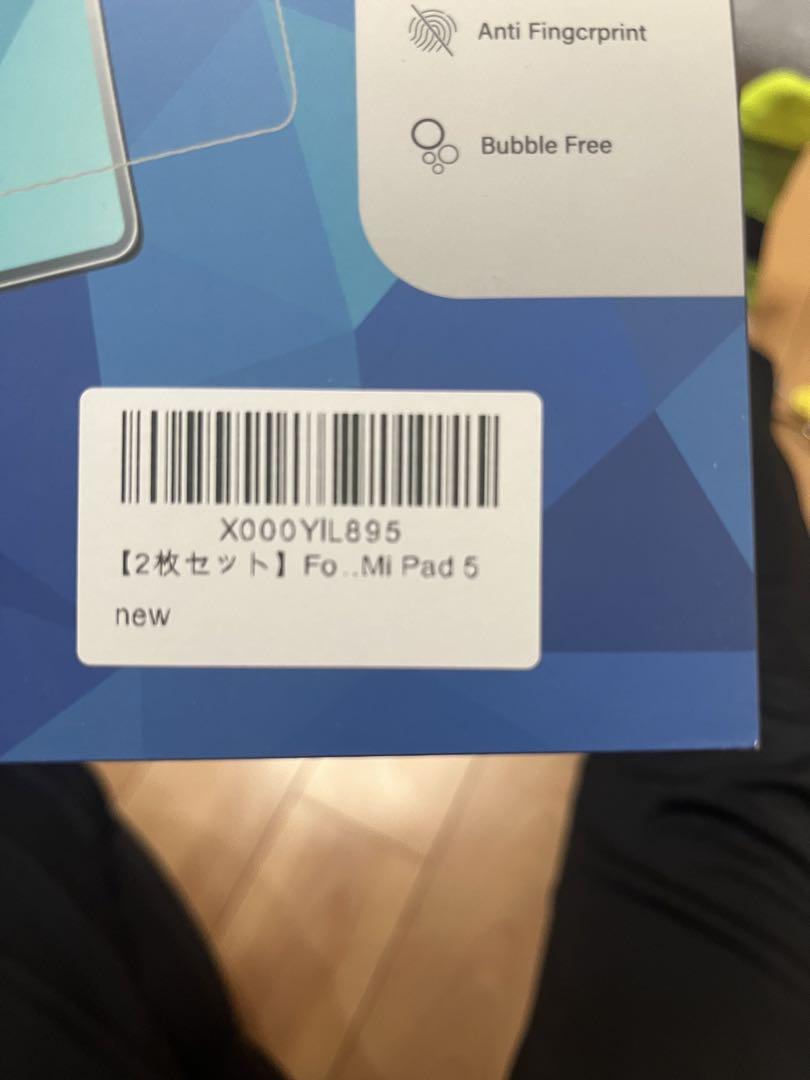 Anti Fingcrprint
Bubble Free
X000YIL895
【2枚セット】Fo...Mi Pad 5
new